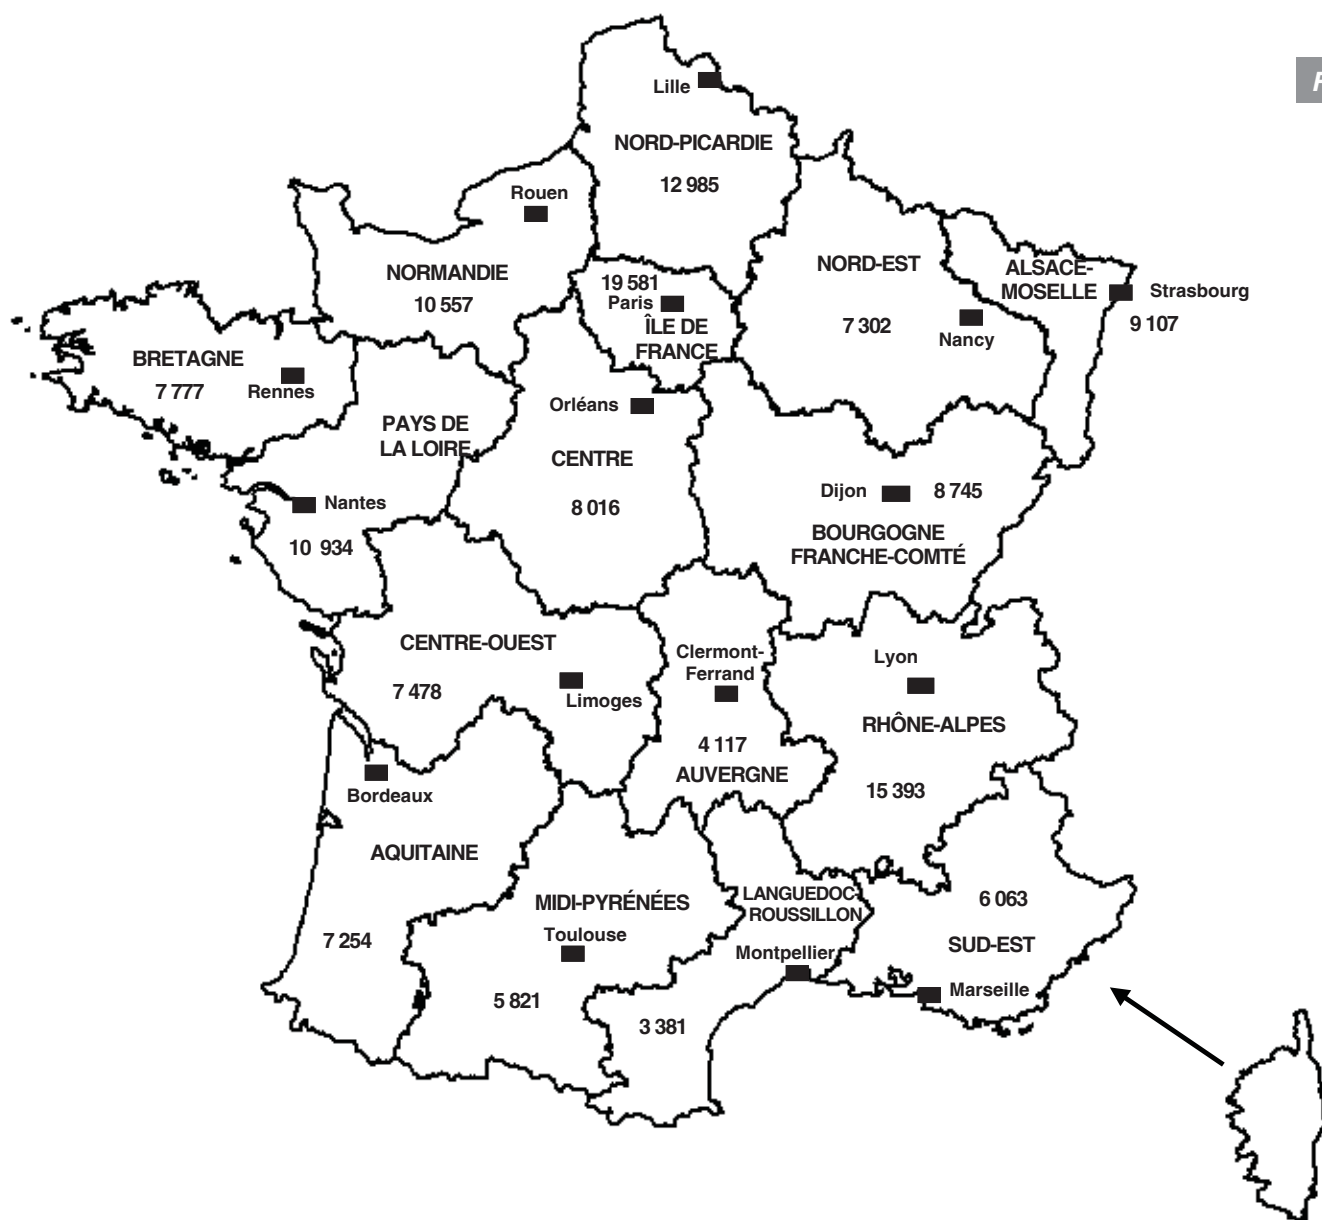 Lille
NORD-PICARDIE
12 985
Rouen
NORMANDIE
10 557
19 581
Paris
ÎLE DE
FRANCE
NORD-EST
7 302
Nancy
ALSACE-
MOSELLE
Strasbourg
9 107
BRETAGNE
7 777
Rennes
PAYS DE
LA LOIRE
Nantes
10 934
Orléans
CENTRE
8 016
Dijon
8 745
BOURGOGNE
FRANCHE-COMTÉ
CENTRE-OUEST
7 478
Limoges
Clermont-
Ferrand
4 117
AUVERGNE
Lyon
RHÔNE-ALPES
15 393
Bordeaux
AQUITAINE
7 254
MIDI-PYRÉNÉES
Toulouse
5 821
LANGUEDOC
ROUSSILLON
Montpellier
3 381
6 063
SUD-EST
Marseille